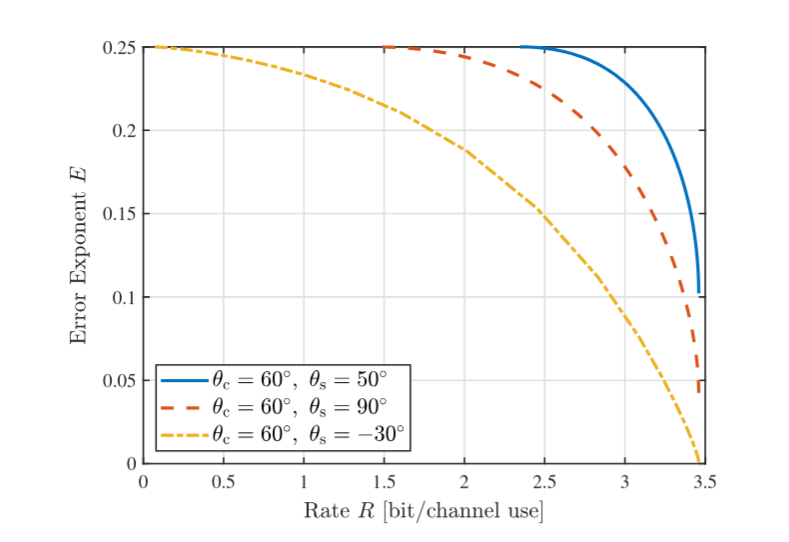 0.25
0.2
0.15
0.1
0.05
0
Error Exponent E
θc = 60°, θs = 50°
θc = 60°, θs = 90°
θc = 60°, θs = −30°
0 0.5 1 1.5 2 2.5 3 3.5
Rate R [bit/channel use]